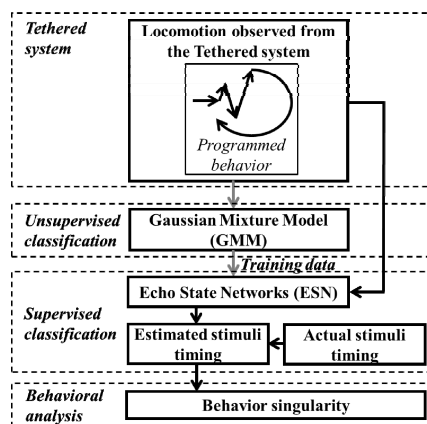 Tethered
system
Locomotion observed from
the Tethered system
Programmed
behavior
Unsupervised
classification
Gaussian Mixture Model
(GMM)
Training data
Echo State Networks (ESN)
Supervised
classification
Estimated stimuli
timing
Actual stimuli
timing
Behavioral
analysis
Behavior singularity